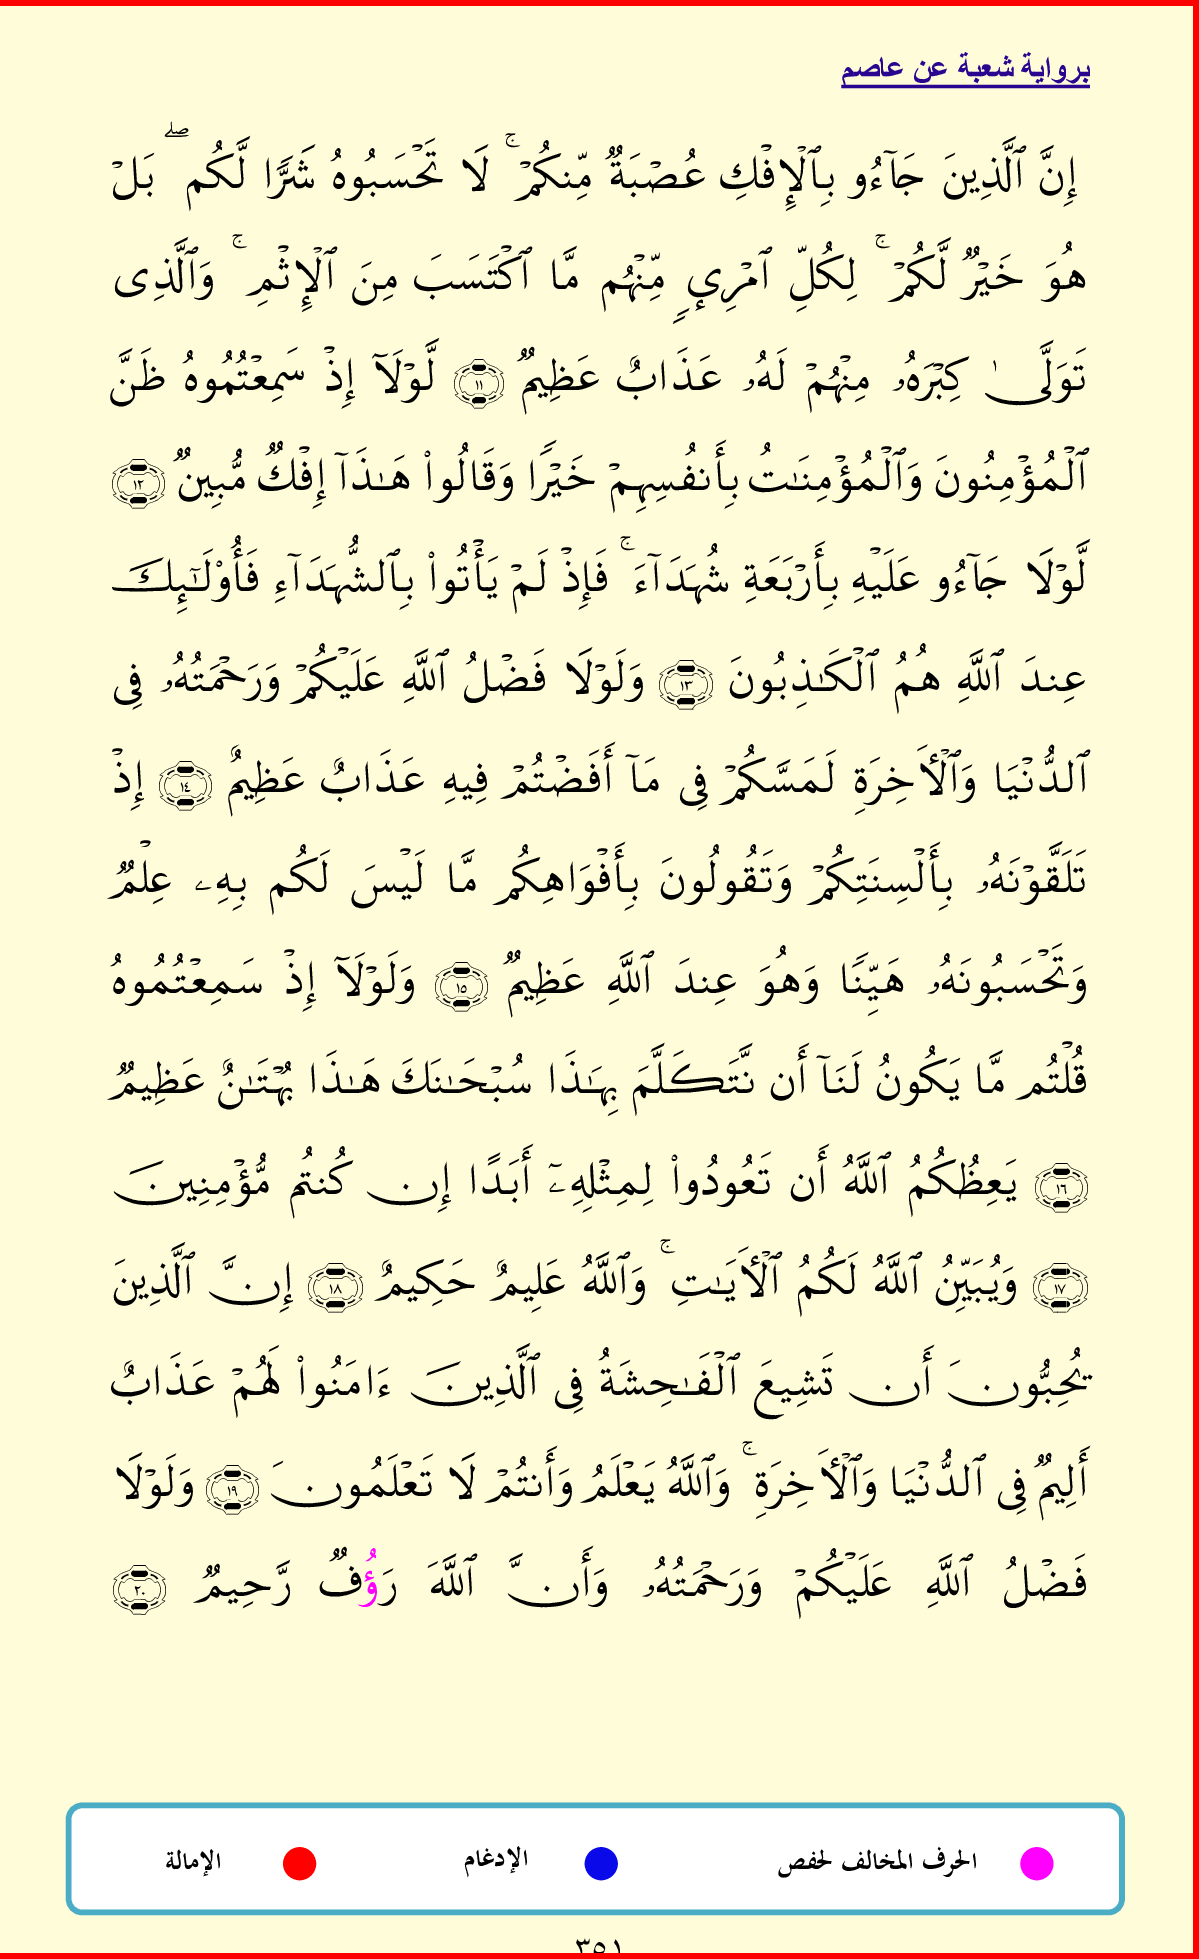 برواية شعبة عن عاصم
إِنَّ ٱلَّذِينَ جَآءُو بِٱلۡإِفۡكِ عُصۡبَةٌ مِّنكُمۡۚ لَا تَحۡسَبُوهُ شَرًّا لَّكُمۖ بَلۡ
هُوَ خَيۡرٌ لَّكُمۡۚ لِكُلِّ ٱمۡرِيٍٕ مِّنۡهُم مَّا ٱكۡتَسَبَ مِنَ ٱلۡإِثۡمِۚ وَٱلَّذِى
تَوَلَّىٰ كِبۡرَهُۥ مِنۡهُمۡ لَهُۥ عَذَابٌ عَظِيمٌ ١١ لَّوۡلَآ إِذۡ سَمِعۡتُمُوهُ ظَنَّ
ٱلۡمُؤۡمِنُونَ وَٱلۡمُؤۡمِنَٰتُ بِأَنفُسِهِمۡ خَيۡرًا وَقَالُوا۟ هَٰذَآ إِفۡكٌ مُّبِينٌ ١٢
لَّوۡلَا جَآءُو عَلَيۡهِ بِأَرۡبَعَةِ شُهَدَآءَۚ فَإِذۡ لَمۡ يَأۡتُوا۟ بِٱلشُّهَدَآءِ فَأُو۟لَٰٓئِكَ
عِندَ ٱللَّهِ هُمُ ٱلۡكَٰذِبُونَ ١٣ وَلَوۡلَا فَضۡلُ ٱللَّهِ عَلَيۡكُمۡ وَرَحۡمَتُهُۥ فِى
ٱلدُّنۡيَا وَٱلۡأَخِرَةِ لَمَسَّكُمۡ فِى مَآ أَفَضۡتُمۡ فِيهِ عَذَابٌ عَظِيمٌ ١٤ إِذۡ
تَلَقَّوۡنَهُۥ بِأَلۡسِنَتِكُمۡ وَتَقُولُونَ بِأَفۡوَاهِكُم مَّا لَيۡسَ لَكُم بِهِۦ عِلۡمٌ
وَتَحۡسَبُونَهُۥ هَيِّنًا وَهُوَ عِندَ ٱللَّهِ عَظِيمٌ ١٥ وَلَوۡلَآ إِذۡ سَمِعۡتُمُوهُ
قُلۡتُم مَّا يَكُونُ لَنَآ أَن نَّتَكَلَّمَ بِهَٰذَا سُبۡحَٰنَكَ هَٰذَا بُهۡتَٰنٌ عَظِيمٌ
١٦ يَعِظُكُمُ ٱللَّهُ أَن تَعُودُوا۟ لِمِثۡلِهِۦٓ أَبَدًا إِن كُنتُم مُّؤۡمِنِينَ
١٧ وَيُبَيِّنُ ٱللَّهُ لَكُمُ ٱلۡأَيَٰتِۚ وَٱللَّهُ عَلِيمٌ حَكِيمٌ ١٨ إِنَّ ٱلَّذِينَ
يُحِبُّونَ أَن تَشِيعَ ٱلۡفَٰحِشَةُ فِى ٱلَّذِينَ ءَامَنُوا۟ لَهُمۡ عَذَابٌ
أَلِيمٌ فِى ٱلدُّنۡيَا وَٱلۡأَخِرَةِۚ وَٱللَّهُ يَعۡلَمُ وَأَنتُمۡ لَا تَعۡلَمُونَ ١٩ وَلَوۡلَا
فَضۡلُ ٱللَّهِ عَلَيۡكُمۡ وَرَحۡمَتُهُۥ وَأَنَّ ٱللَّهَ رَؤُفٌ رَّحِيمٌ ٢٠
الحرف المخالف لحفص الإدغام الإمالة
٣٥١